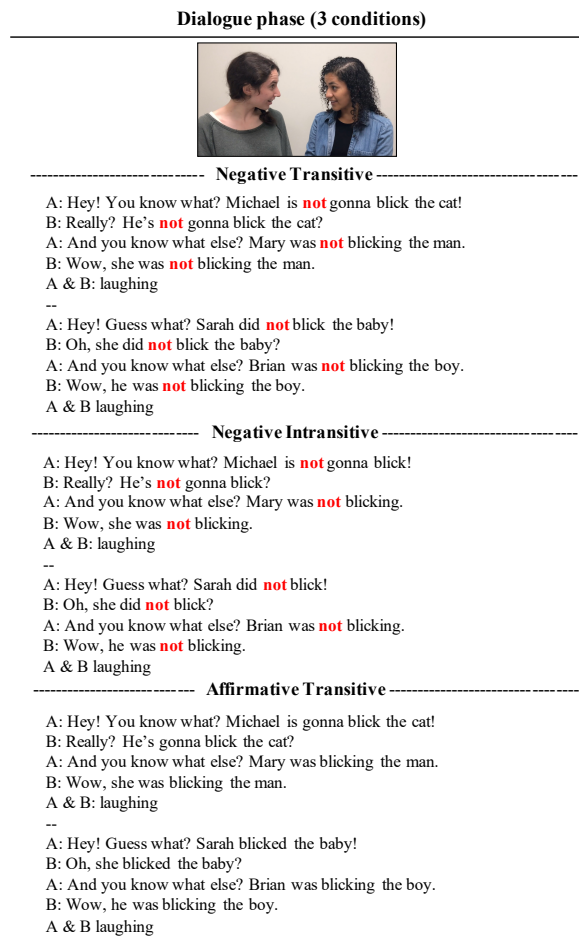 Dialogue phase (3 conditions)
------------------------------- Negative Transitive ------------------------------------
A: Hey! You know what? Michael is not gonna blick the cat!
B: Really? He's not gonna blick the cat?
A: And you know what else? Mary was not blicking the man.
B: Wow, she was not blicking the man.
A & B: laughing
--
A: Hey! Guess what? Sarah did not blick the baby!
B: Oh, she did not blick the baby?
A: And you know what else? Brian was not blicking the boy.
B: Wow, he was not blicking the boy.
A & B laughing
------------------------------ Negative Intransitive -----------------------------------
A: Hey! You know what? Michael is not gonna blick!
B: Really? He's not gonna blick?
A: And you know what else? Mary was not blicking.
B: Wow, she was not blicking.
A & B: laughing
--
A: Hey! Guess what? Sarah did not blick!
B: Oh, she did not blick?
A: And you know what else? Brian was not blicking.
B: Wow, he was not blicking.
A & B laughing
----------------------------- Affirmative Transitive ----------------------------------
A: Hey! You know what? Michael is gonna blick the cat!
B: Really? He's gonna blick the cat?
A: And you know what else? Mary was blicking the man.
B: Wow, she was blicking the man.
A & B: laughing
--
A: Hey! Guess what? Sarah blicked the baby!
B: Oh, she blicked the baby?
A: And you know what else? Brian was blicking the boy.
B: Wow, he was blicking the boy.
A & B laughing